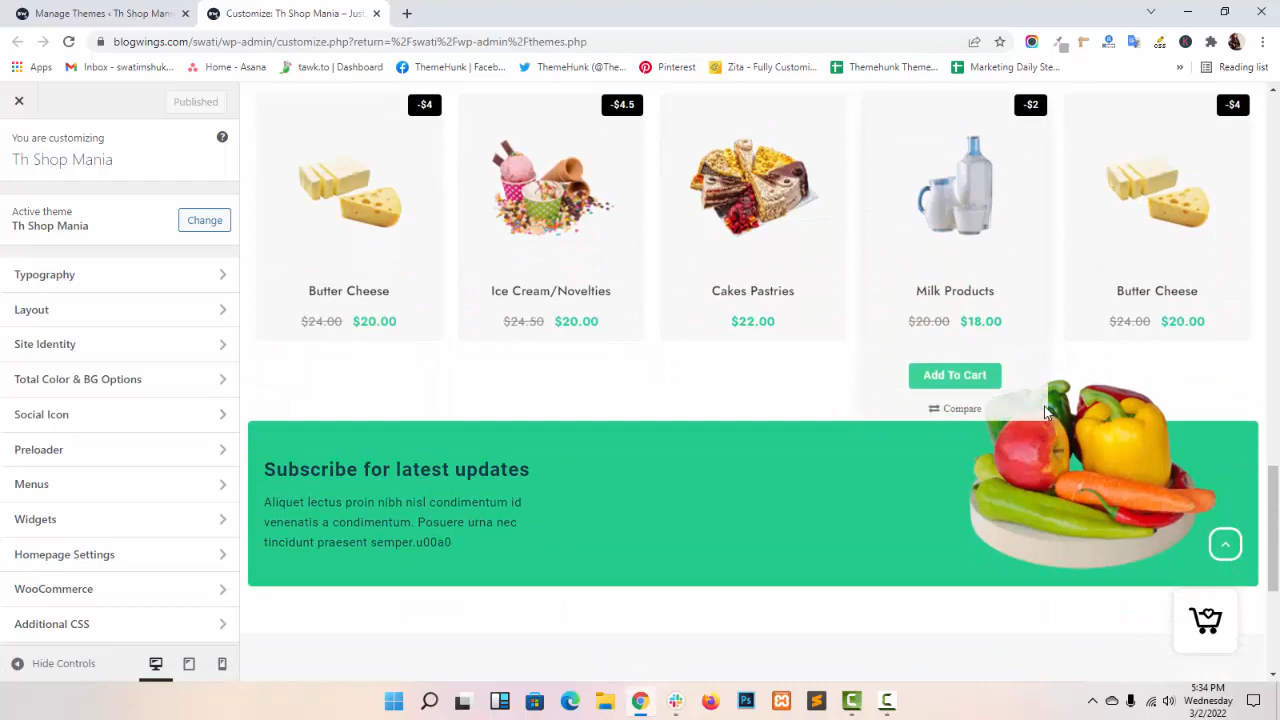 Manage Themes ‹ Themehunk
Customize: Th Shop Mania – Just
blogwings.com/swati/wp-admin/customize.php?return=%2Fswati%2Fwp-admin%2Fthemes.php
Apps
Inbox - swatimshuk...
Home - Asana
tawk.to | Dashboard
ThemeHunk | Faceb...
ThemeHunk (@The...
Pinterest
Zita - Fully Customi...
Themehunk Theme...
Marketing Daily Ste...
»
Reading list
Published
You are customizing
Th Shop Mania
Active theme
Th Shop Mania
Change
Typography
Layout
Site Identity
Total Color & BG Options
Social Icon
Preloader
Menus
Widgets
Homepage Settings
WooCommerce
Additional CSS
Hide Controls
-$4
-$4.5
-$2
-$4
Butter Cheese
Ice Cream/Novelties
Cakes Pastries
Milk Products
Butter Cheese
$24.00 $20.00
$24.50 $20.00
$22.00
$20.00 $18.00
$24.00 $20.00
Add To Cart
Compare
Subscribe for latest updates
Aliquet lectus proin nibh nisl condimentum id
venenatis a condimentum. Posuere urna nec
tincidunt praesent semper.u00a0
5:34 PM
Wednesday
3/2/2022